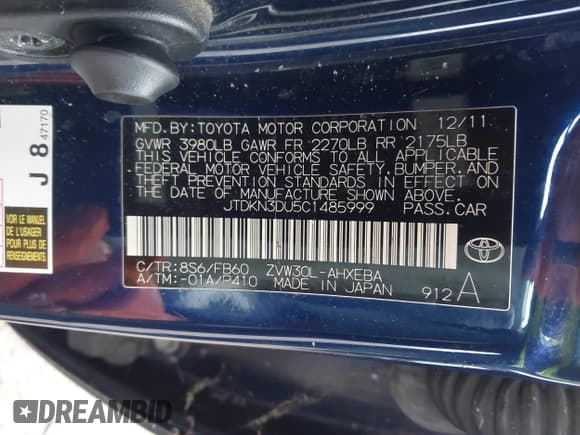 MFD.BY:TOYOTA MOTOR CORPORATION 12/11
GVWR 3980LB GAWR FR 2270LB RR 2175LB
THIS VEHICLE CONFORMS TO ALL APPLICABLE
FEDERAL MOTOR VEHICLE SAFETY,BUMPER,AND
THEFT PREVENTION STANDARDS IN EFFECT ON
THE DATE OF MANUFACTURE SHOWN ABOVE.
JTDKN3DU5C1485999 PASS.CAR
C/TR:8S6/FB60 ZVW30L-AHXEBA
A/TM:-01A/P410 MADE IN JAPAN 912 A
TOYOTA
J 8 47170
VOIR LE MANUEL
DE L'USAGER
POUR PLUS DE
RENSEIGNEMENTS
DREAMBID